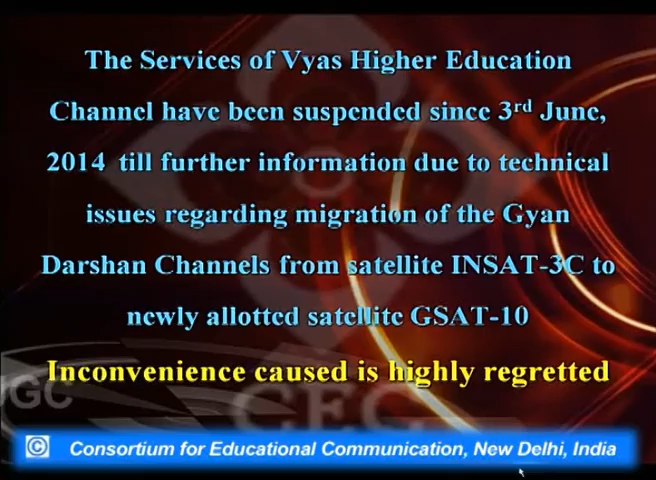 The Services of Vyas Higher Education
Channel have been suspended since 3rd June,
2014 till further information due to technical
issues regarding migration of the Gyan
Darshan Channels from satellite INSAT-3C to
newly allotted satellite GSAT-10
Inconvenience caused is highly regretted
UGC
CEC
© Consortium for Educational Communication, New Delhi, India